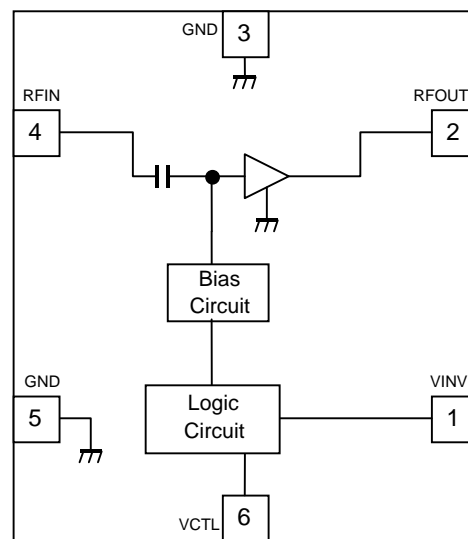 GND
3
RFIN
4
RFOUT
2
Bias
Circuit
GND
5
Logic
Circuit
VINV
1
VCTL
6